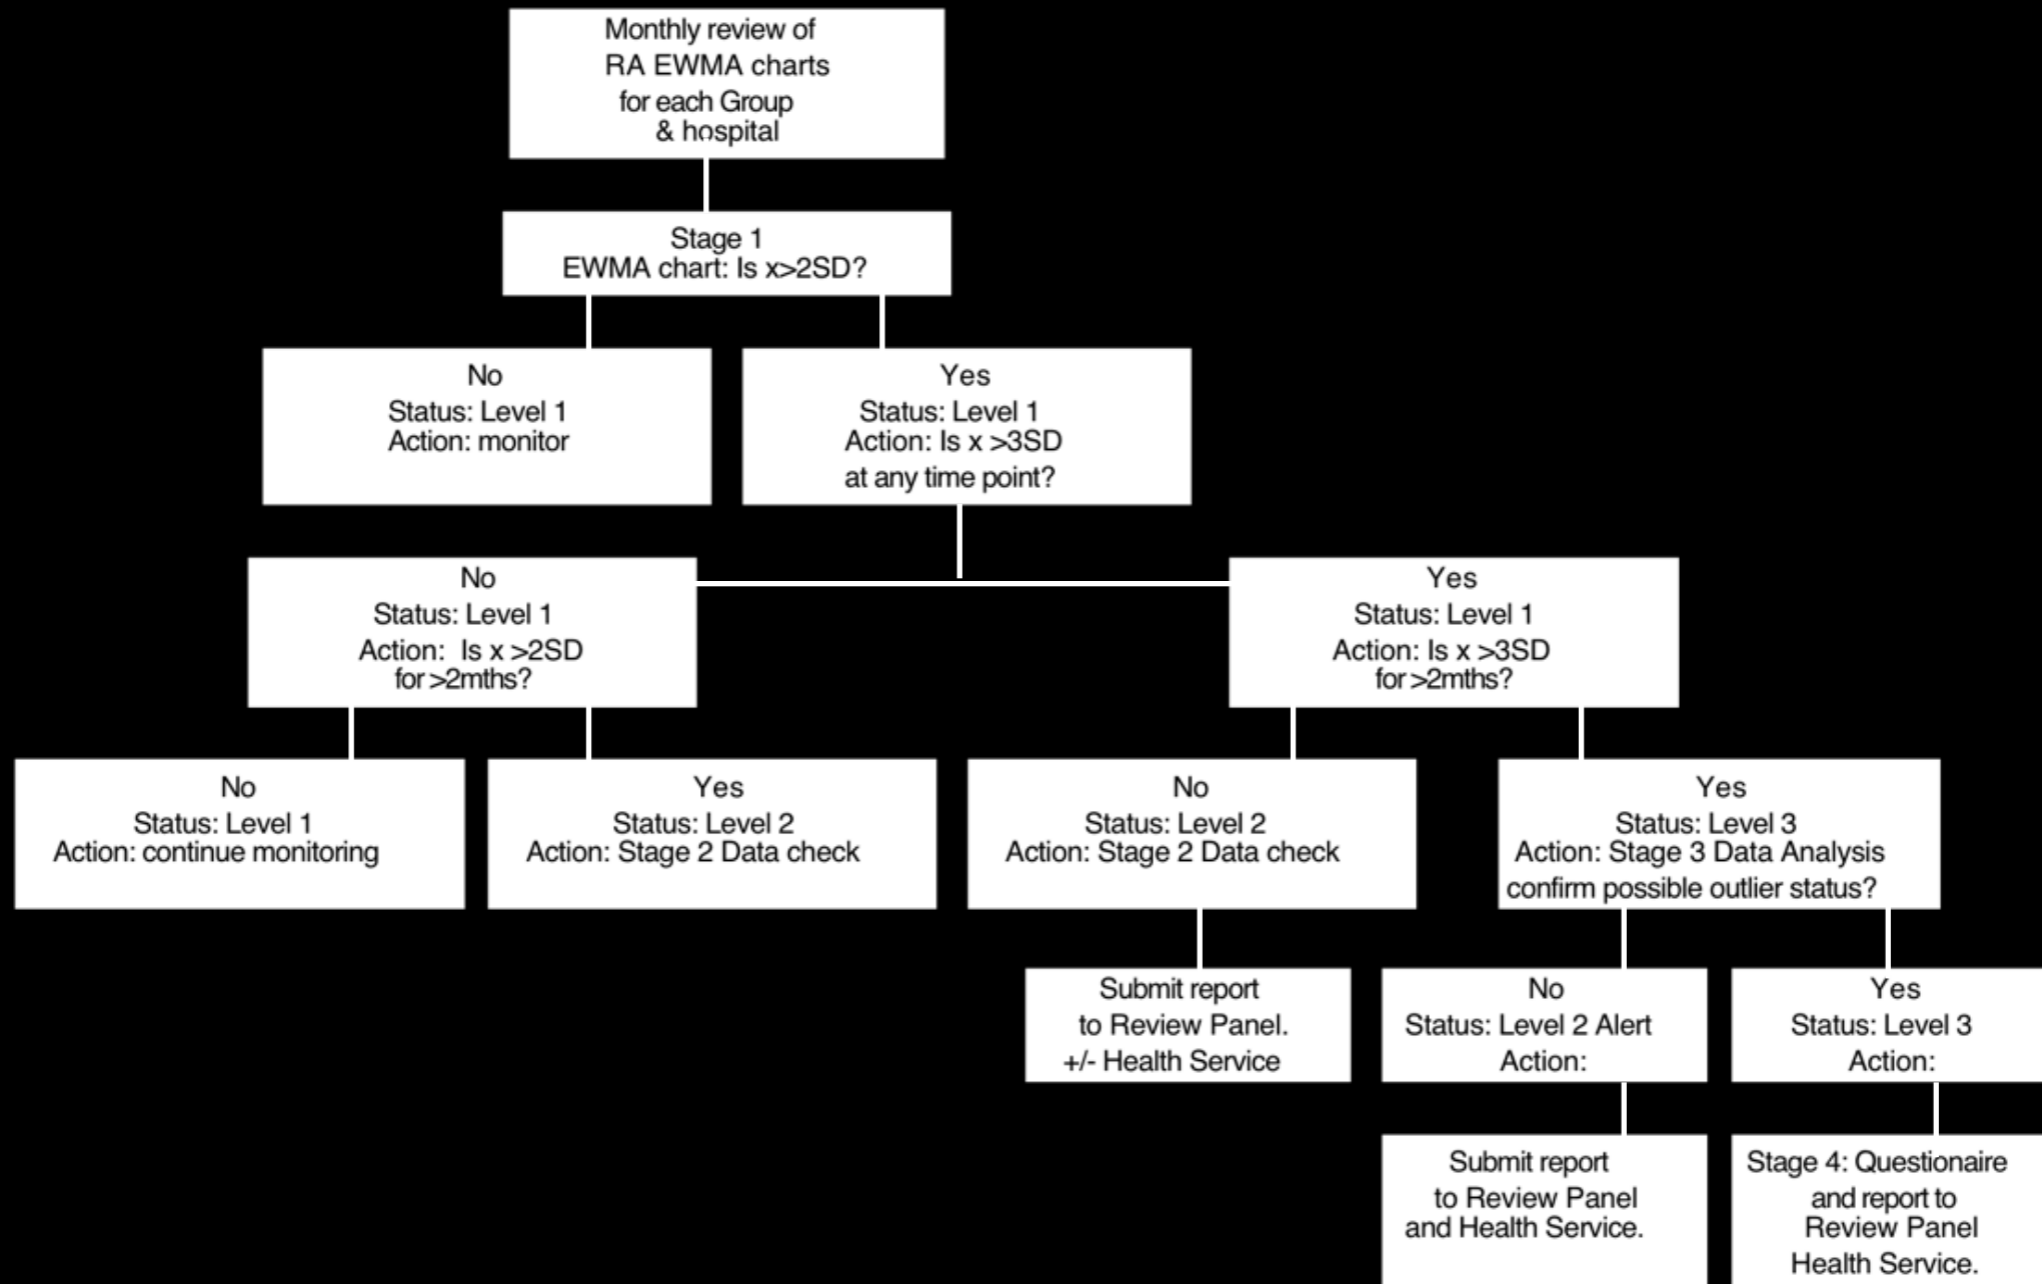 Monthly review of
RA EWMA charts
for each Group
& hospital
Stage 1
EWMA chart: Is x>2SD?
No
Status: Level 1
Action: monitor
Yes
Status: Level 1
Action: Is x >3SD
at any time point?
No
Status: Level 1
Action: Is x >2SD
for >2mths?
Yes
Status: Level 1
Action: Is x >3SD
for >2mths?
No
Status: Level 1
Action: continue monitoring
Yes
Status: Level 2
Action: Stage 2 Data check
No
Status: Level 2
Action: Stage 2 Data check
Yes
Status: Level 3
Action: Stage 3 Data Analysis
confirm possible outlier status?
Submit report
to Review Panel.
+/- Health Service
No
Status: Level 2 Alert
Action:
Yes
Status: Level 3
Action:
Submit report
to Review Panel
and Health Service.
Stage 4: Questionaire
and report to
Review Panel
Health Service.